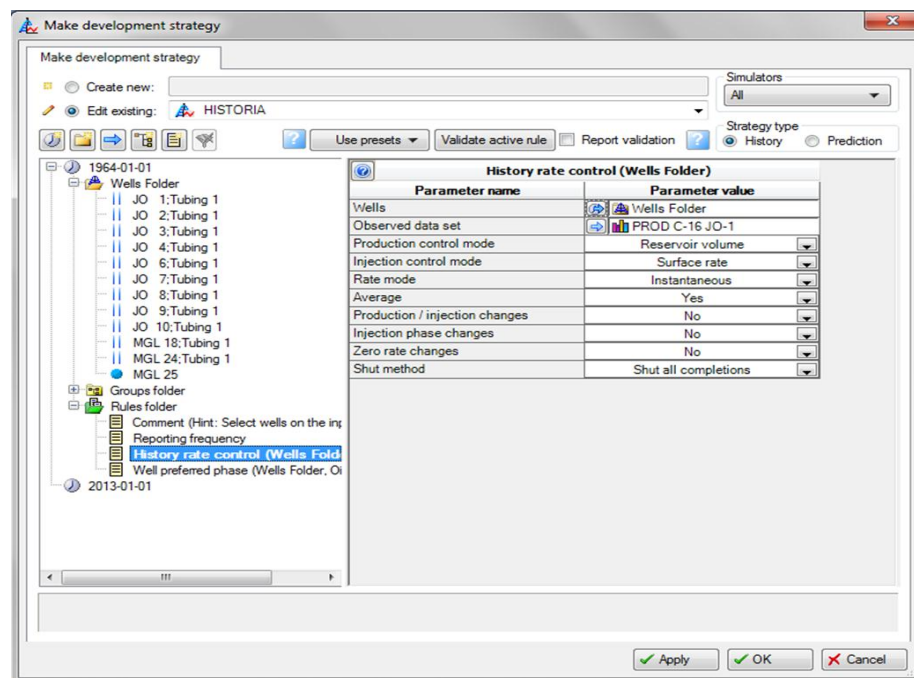 Make development strategy
Make development strategy
Create new:
Edit existing: HISTORIA
Simulators
All
Use presets
Validate active rule
Report validation
Strategy type
History Prediction
1964-01-01
Wells Folder
JO 1;Tubing 1
JO 2;Tubing 1
JO 3;Tubing 1
JO 4;Tubing 1
JO 6;Tubing 1
JO 7;Tubing 1
JO 8;Tubing 1
JO 9;Tubing 1
JO 10;Tubing 1
MGL 18;Tubing 1
MGL 24;Tubing 1
MGL 25
Groups folder
Rules folder
Comment (Hint: Select wells on the inp
Reporting frequency
History rate control (Wells Fold
Well preferred phase (Wells Folder, Oi
2013-01-01
History rate control (Wells Folder)
Parameter name Parameter value
Wells Wells Folder
Observed data set PROD C-16 JO-1
Production control mode Reservoir volume
Injection control mode Surface rate
Rate mode Instantaneous
Average Yes
Production / injection changes No
Injection phase changes No
Zero rate changes No
Shut method Shut all completions
Apply OK Cancel